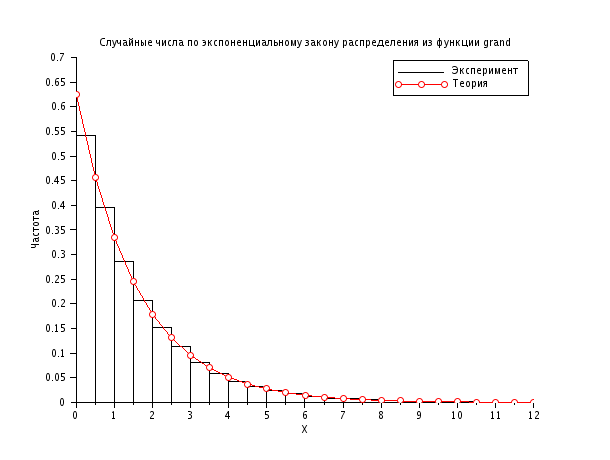 Случайные числа по экспоненциальному закону распределения из функции grand
Эксперимент
Теория
0.7
0.65
0.6
0.55
0.5
0.45
0.4
0.35
0.3
0.25
0.2
0.15
0.1
0.05
0
Частота
0 1 2 3 4 5 6 7 8 9 10 11 12
X